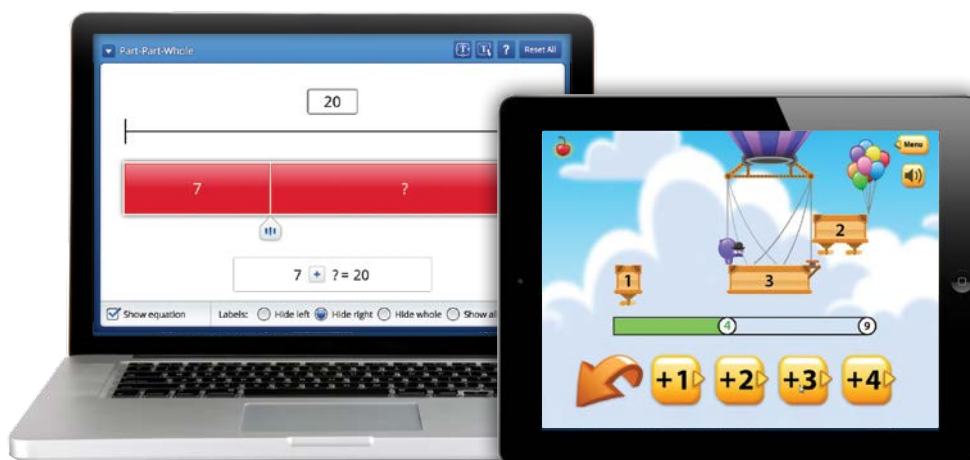 Part-Part-Whole
? Reset All
20
7 ?
7 + ? = 20
Show equation Labels: Hide left Hide right Hide whole Show al
Menu
2
1
3
4 9
+1 +2 +3 +4